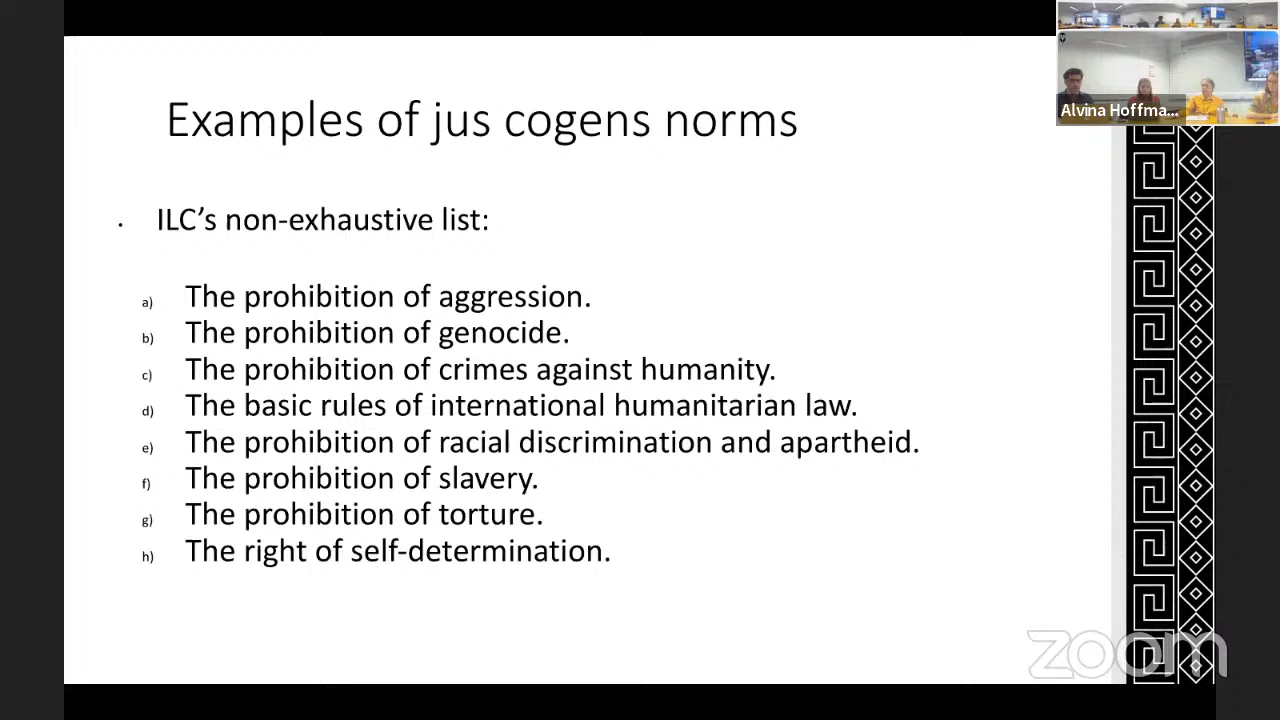 Examples of jus cogens norms
Alvina Hoffma...
• ILC's non-exhaustive list:
a) The prohibition of aggression.
b) The prohibition of genocide.
c) The prohibition of crimes against humanity.
d) The basic rules of international humanitarian law.
e) The prohibition of racial discrimination and apartheid.
f) The prohibition of slavery.
g) The prohibition of torture.
h) The right of self-determination.
zoom